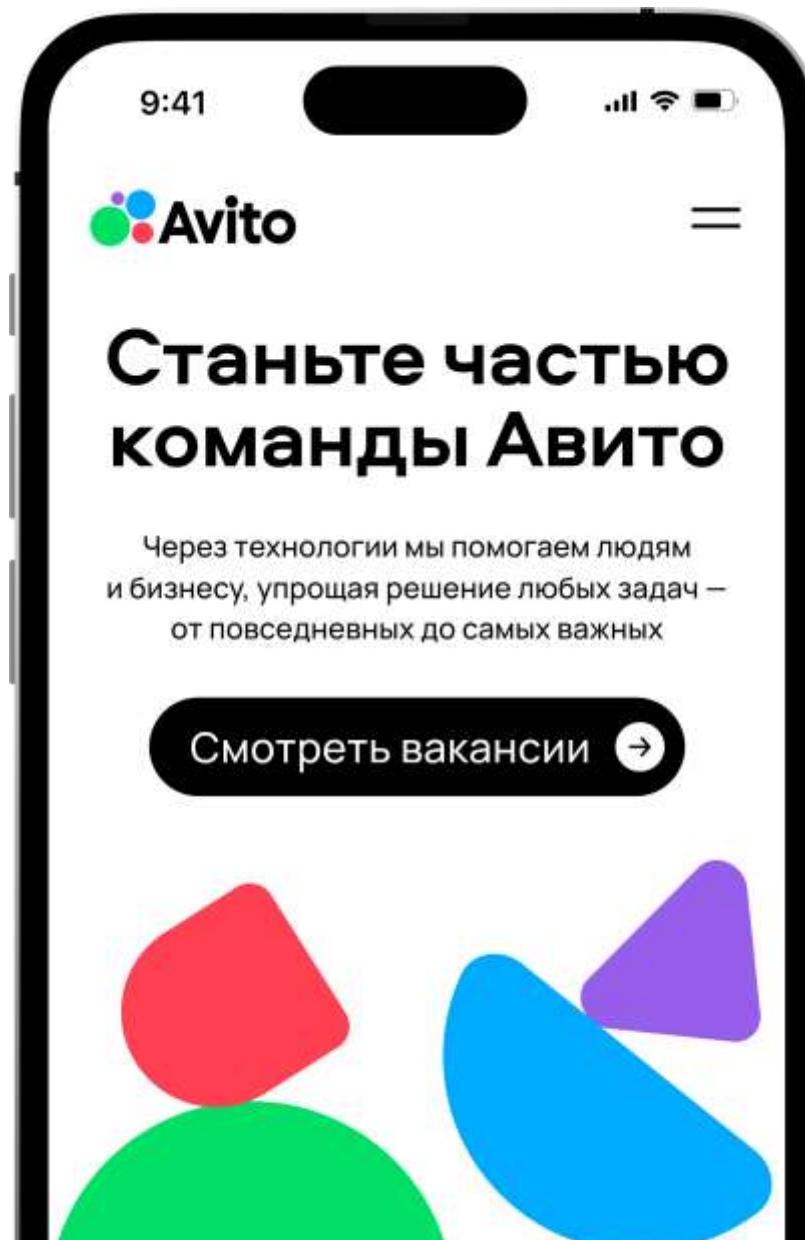 9:41
Avito
Станьте частью
команды Авито
Через технологии мы помогаем людям
и бизнесу, упрощая решение любых задач —
от повседневных до самых важных
Смотреть вакансии